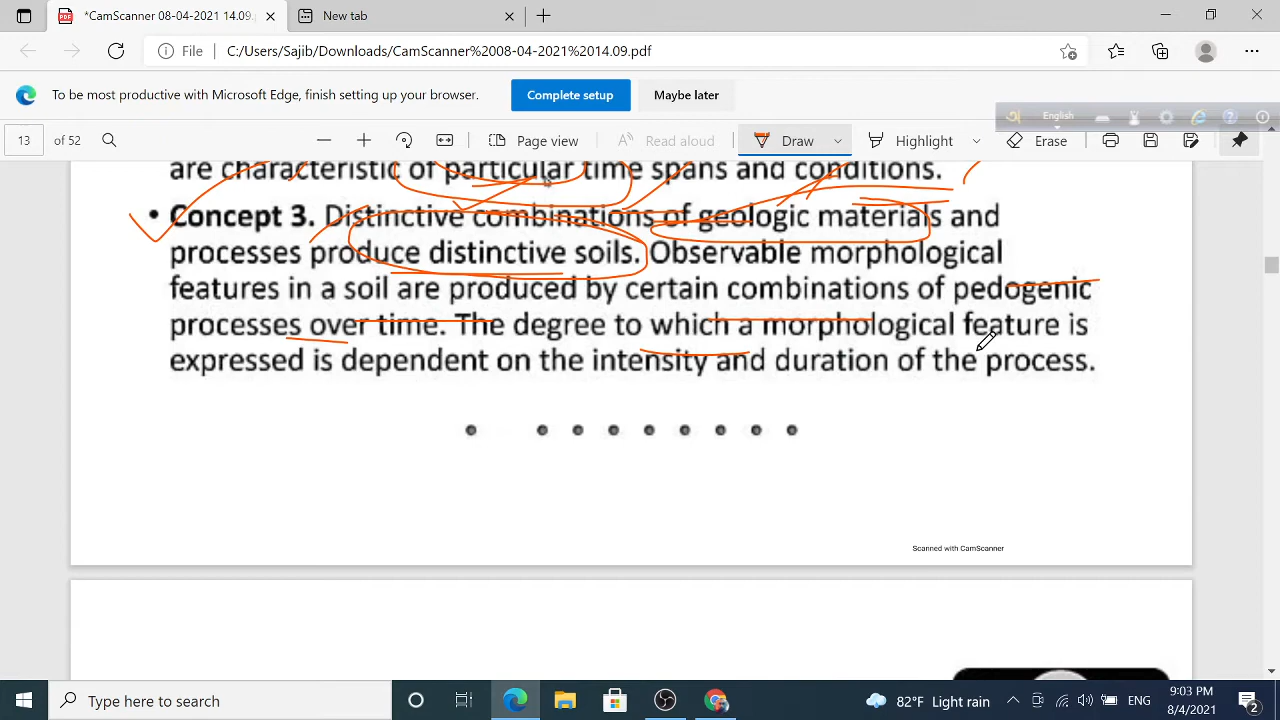 *CamScanner 08-04-2021 14.09.
New tab
File
C:/Users/Sajib/Downloads/CamScanner%2008-04-2021%2014.09.pdf
To be most productive with Microsoft Edge, finish setting up your browser.
Complete setup
Maybe later
English
13 of 52
Page view
Read aloud
Draw
Highlight
Erase
are characteristic of particular time spans and conditions.
• Concept 3. Distinctive combinations of geologic materials and
processes produce distinctive soils. Observable morphological
features in a soil are produced by certain combinations of pedogenic
processes over time. The degree to which a morphological feature is
expressed is dependent on the intensity and duration of the process.
Scanned with CamScanner
Type here to search
82°F Light rain
ENG
9:03 PM
8/4/2021
2